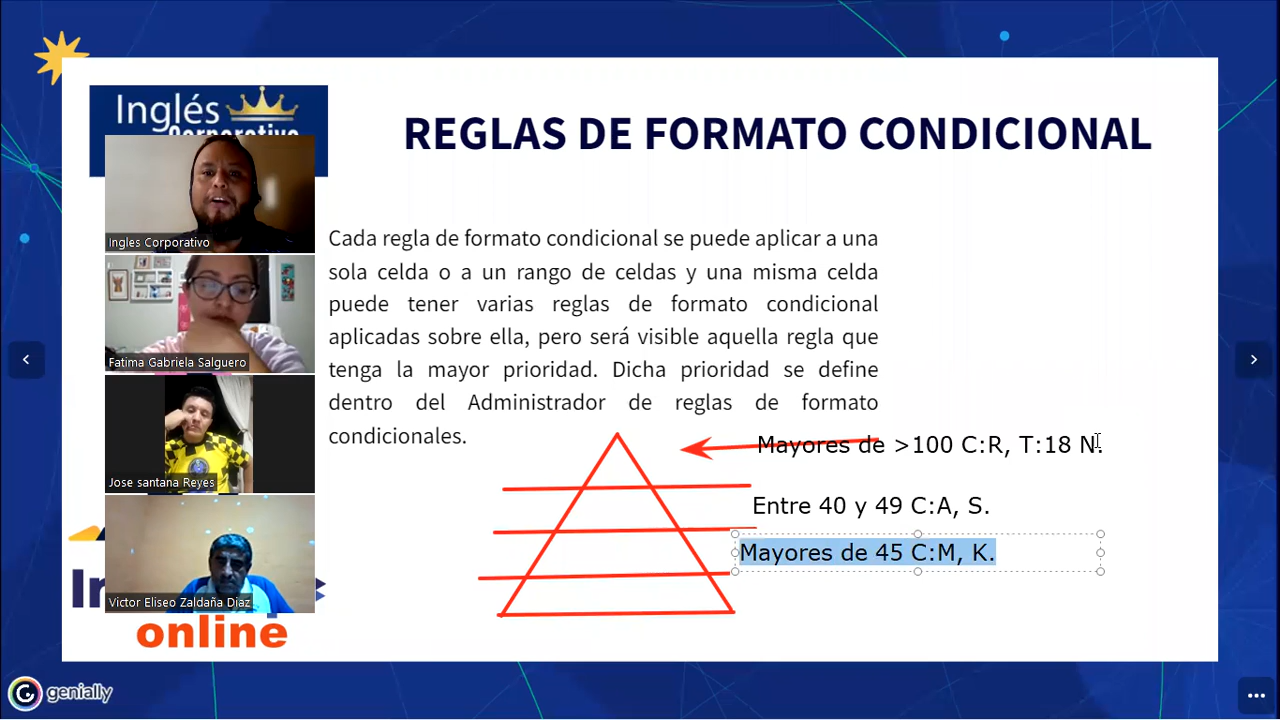 Inglés
Corporativo
REGLAS DE FORMATO CONDICIONAL
Ingles Corporativo
Fatima Gabriela Salguero
Jose santana Reyes
Victor Eliseo Zaldaña Diaz
Cada regla de formato condicional se puede aplicar a una
sola celda o a un rango de celdas y una misma celda
puede tener varias reglas de formato condicional
aplicadas sobre ella, pero será visible aquella regla que
tenga la mayor prioridad. Dicha prioridad se define
dentro del Administrador de reglas de formato
condicionales.
Mayores de >100 C:R, T:18 N.
Entre 40 y 49 C:A, S.
Mayores de 45 C:M, K.
online
genially